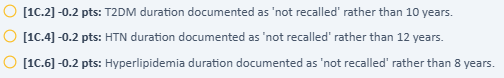 [1C.2] -0.2 pts: T2DM duration documented as 'not recalled' rather than 10 years.
[1C.4] -0.2 pts: HTN duration documented as 'not recalled' rather than 12 years.
[1C.6] -0.2 pts: Hyperlipidemia duration documented as 'not recalled' rather than 8 years.